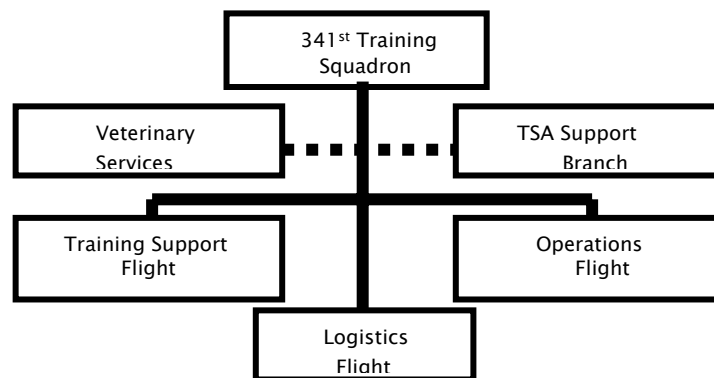 341st Training
Squadron
Veterinary
Services
TSA Support
Branch
Training Support
Flight
Operations
Flight
Logistics
Flight